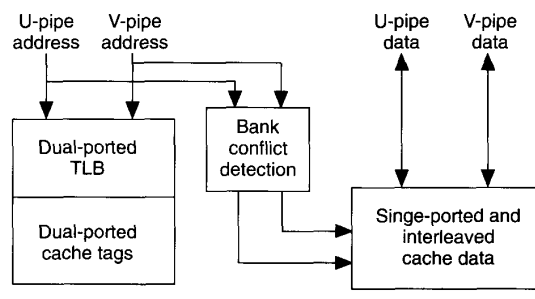 U-pipe
address
V-pipe
address
U-pipe
data
V-pipe
data
Dual-ported
TLB
Dual-ported
cache tags
Bank
conflict
detection
Singe-ported and
interleaved
cache data